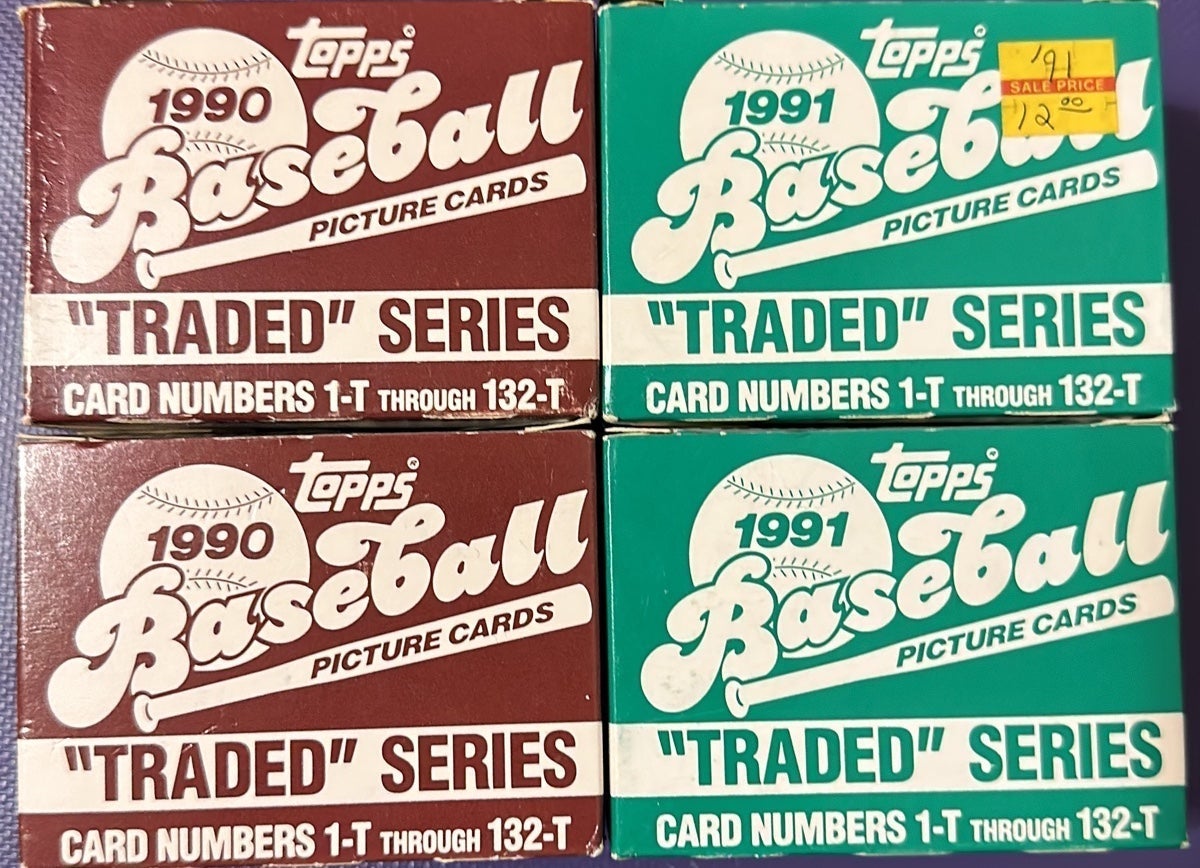 Topps®
1990
Baseball
PICTURE CARDS
"TRADED" SERIES
CARD NUMBERS 1-T THROUGH 132-T
Topps®
1991
Baseball
PICTURE CARDS
'91
SALE PRICE
12.00
"TRADED" SERIES
CARD NUMBERS 1-T THROUGH 132-T
Topps®
1990
Baseball
PICTURE CARDS
"TRADED" SERIES
CARD NUMBERS 1-T THROUGH 132-T
Topps®
1991
Baseball
PICTURE CARDS
"TRADED" SERIES
CARD NUMBERS 1-T THROUGH 132-T